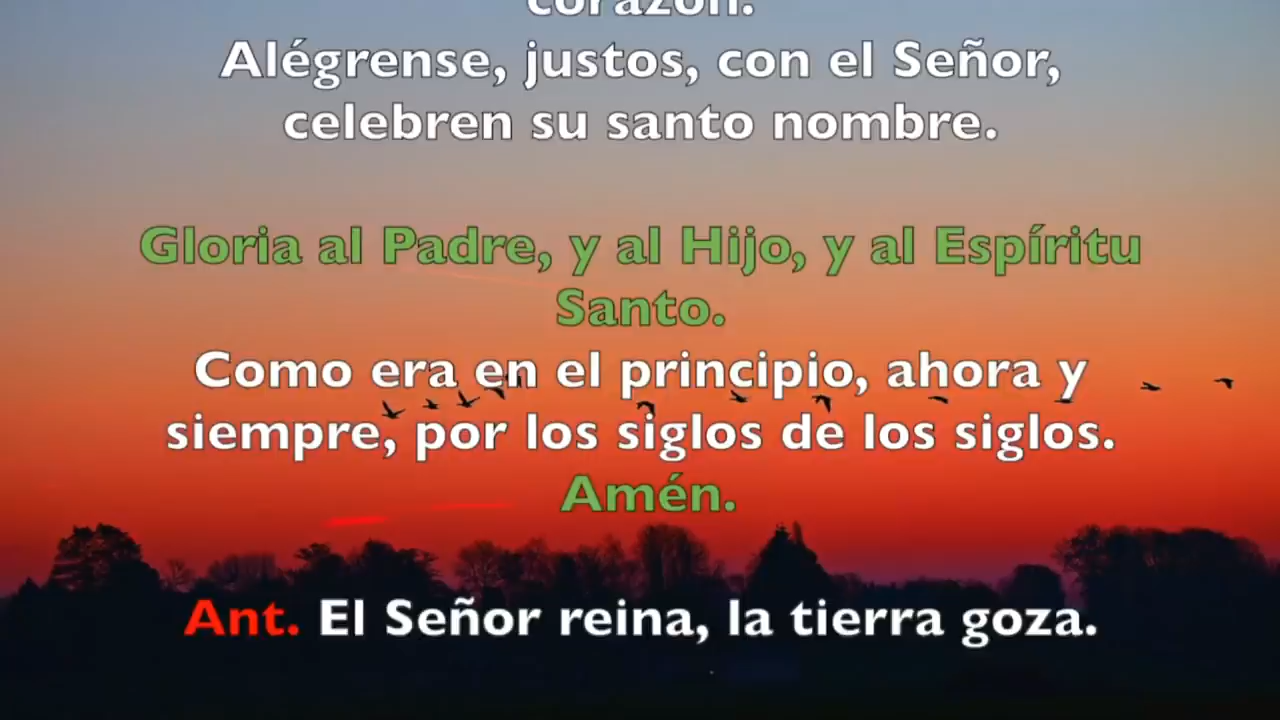 corazón.
Alégrense, justos, con el Señor,
celebren su santo nombre.
Gloria al Padre, y al Hijo, y al Espíritu
Santo.
Como era en el principio, ahora y
siempre, por los siglos de los siglos.
Amén.
Ant. El Señor reina, la tierra goza.